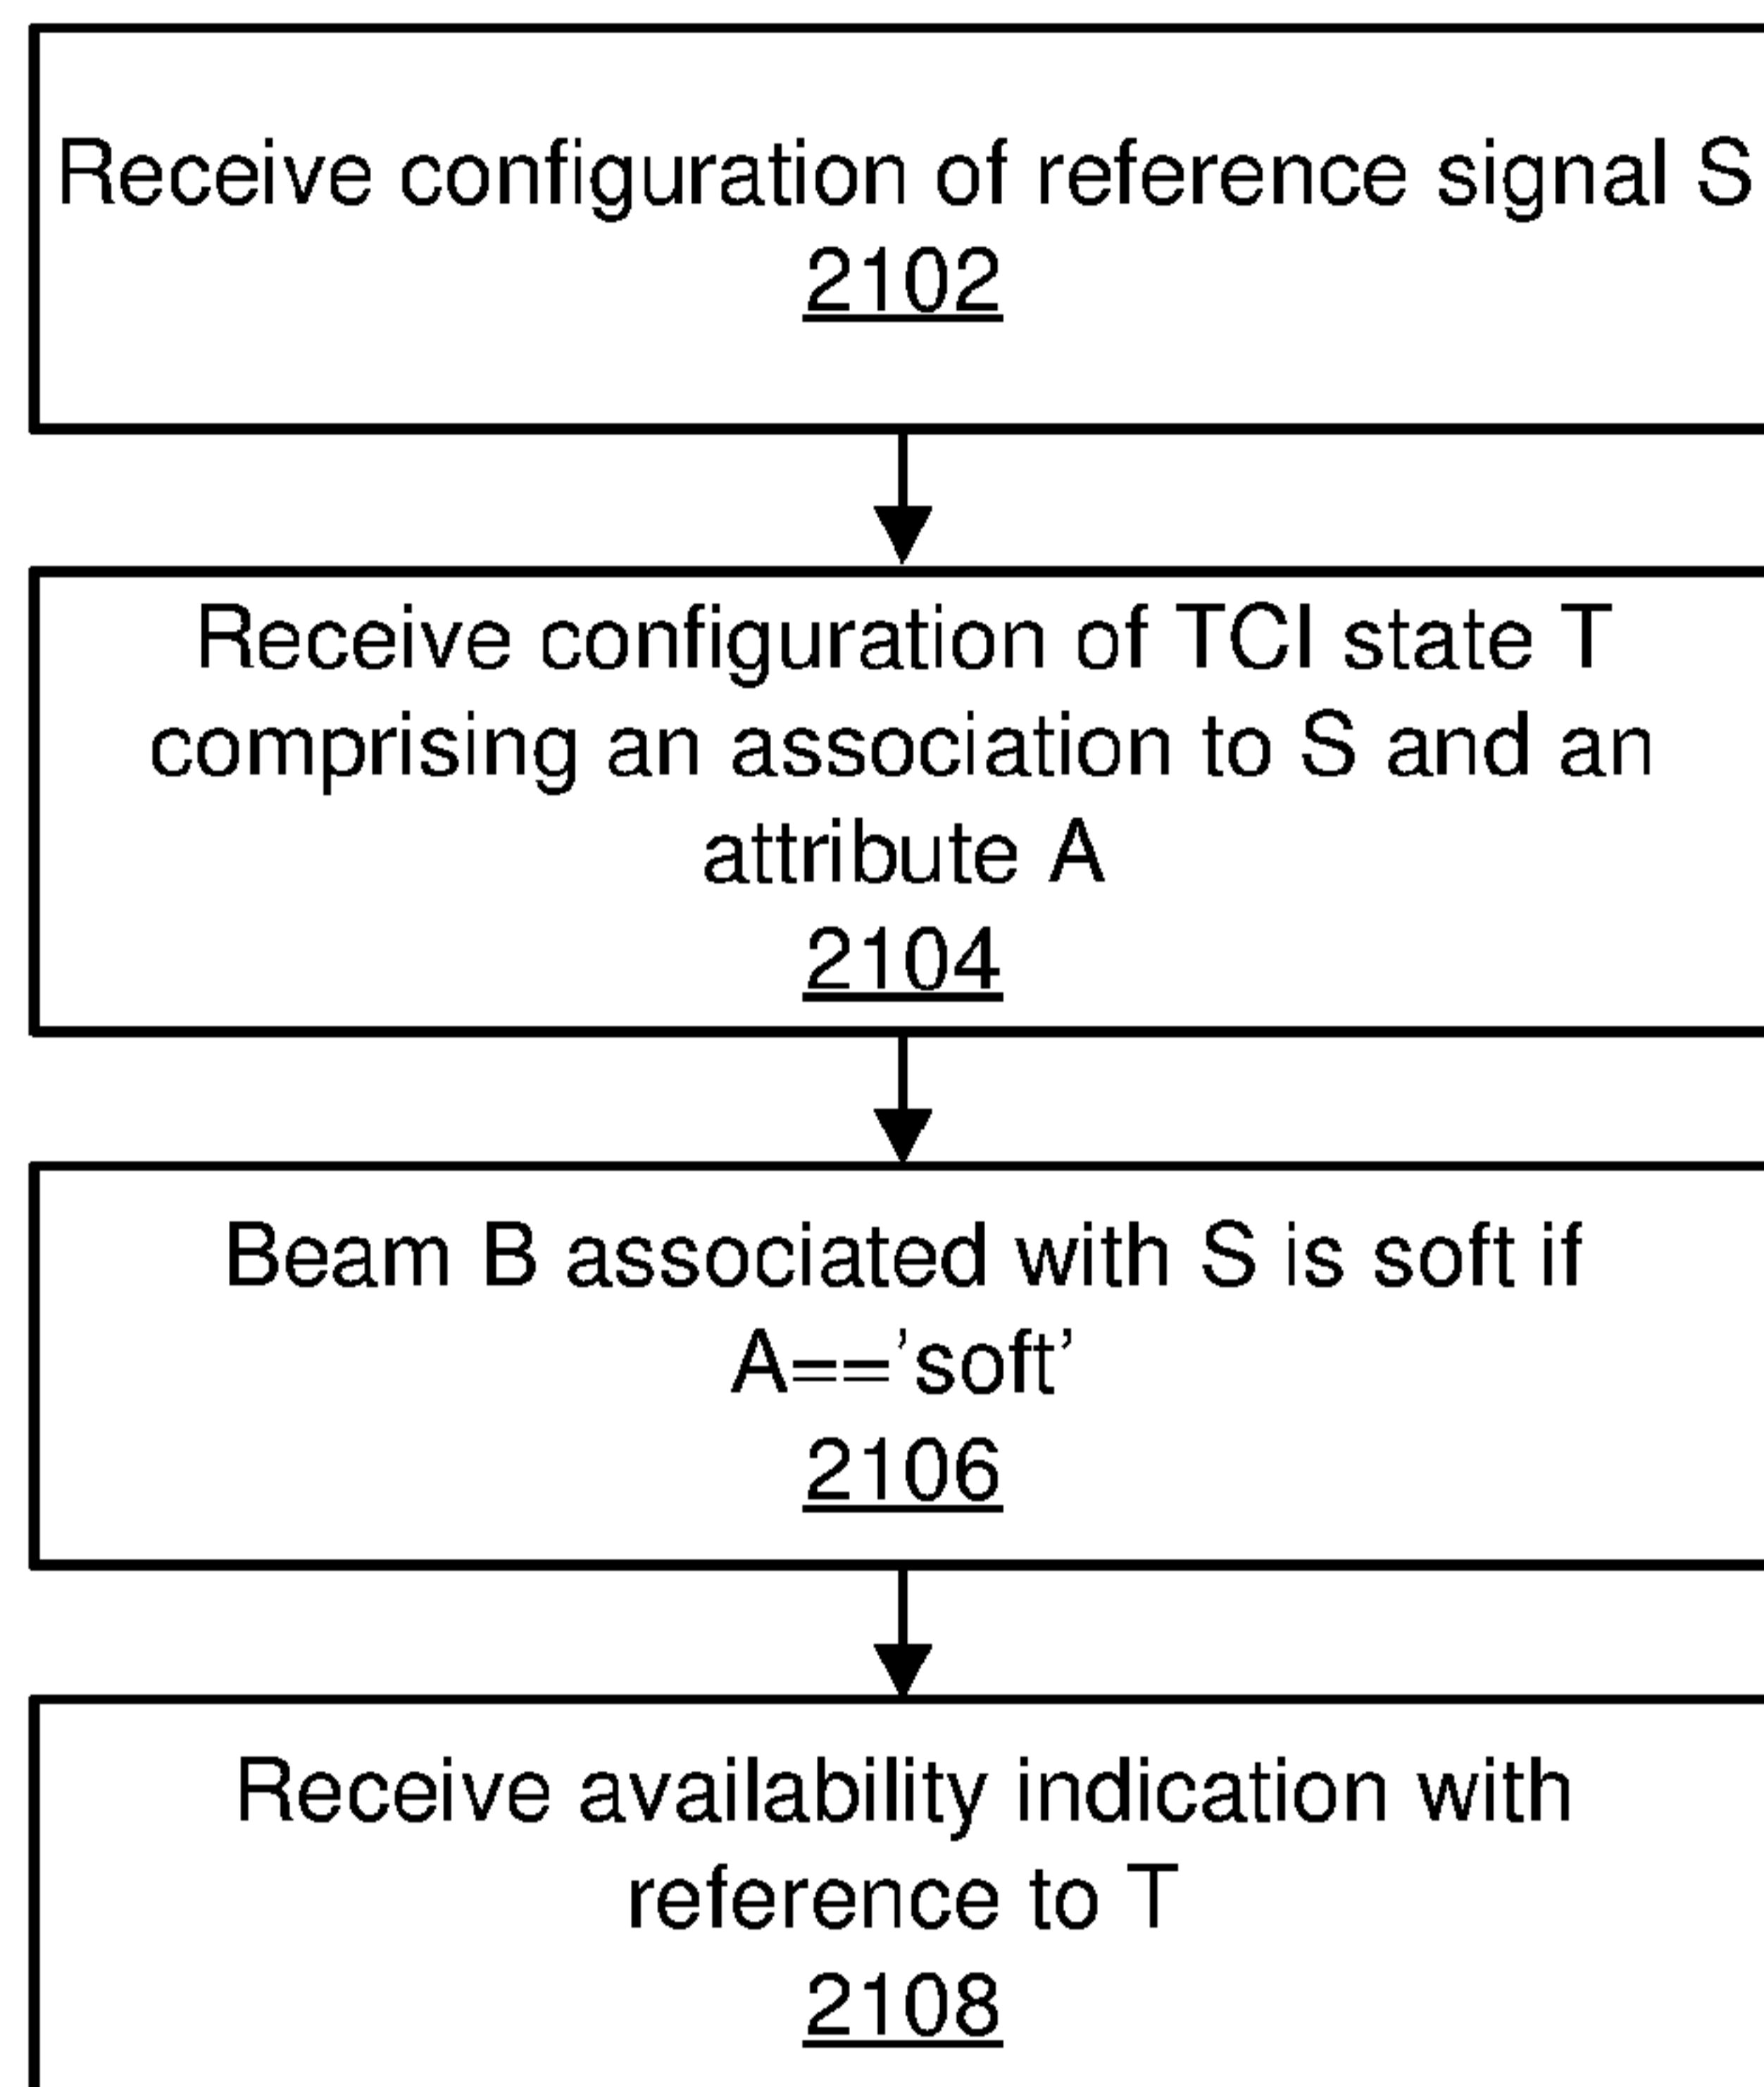 Receive configuration of reference signal S
2102
Receive configuration of TCI state T
comprising an association to S and an
attribute A
2104
Beam B associated with S is soft if
A==’soft’
2106
Receive availability indication with
reference to T
2108